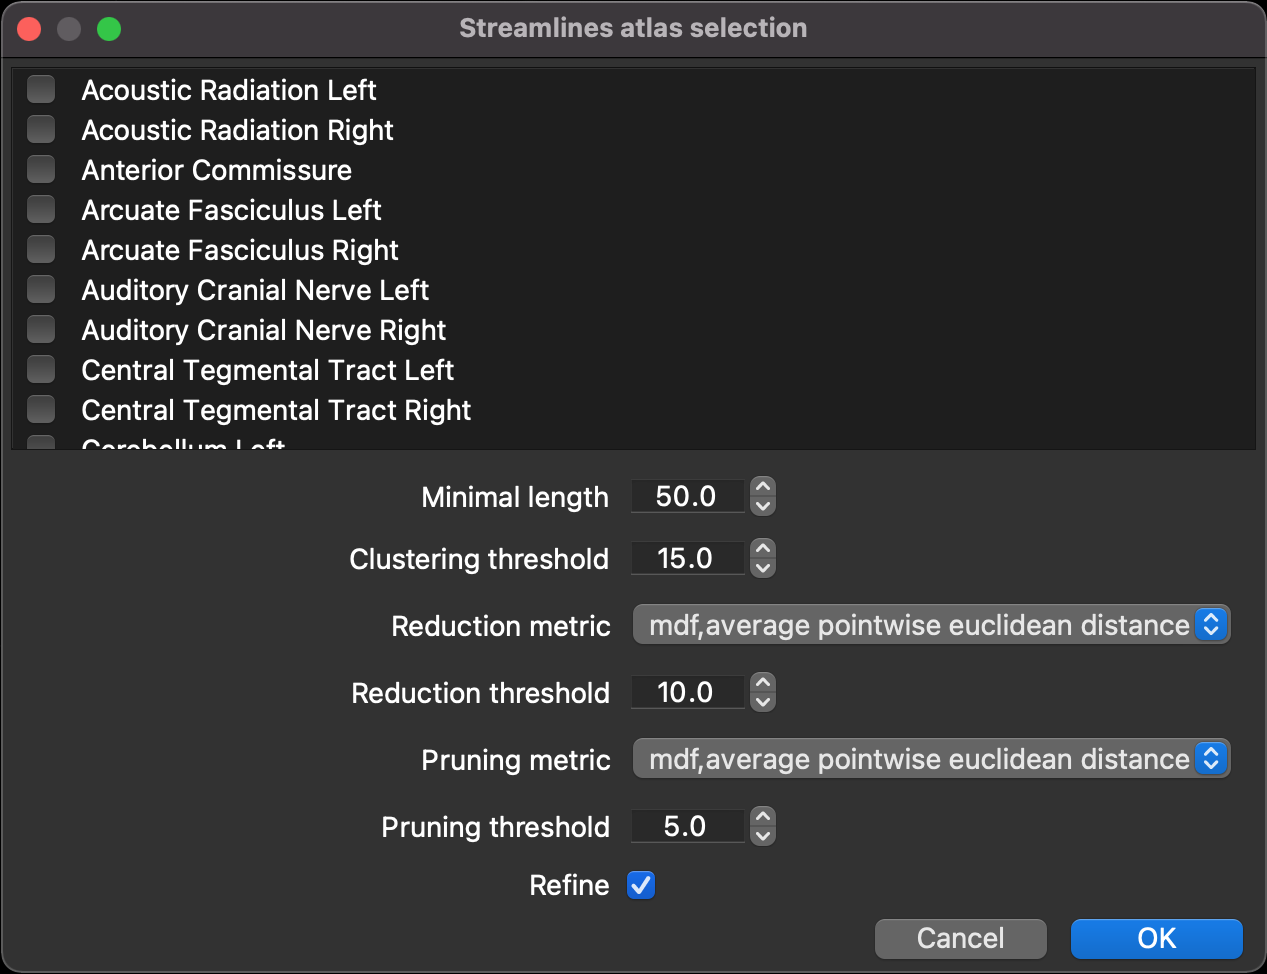 Streamlines atlas selection
Acoustic Radiation Left
Acoustic Radiation Right
Anterior Commissure
Arcuate Fasciculus Left
Arcuate Fasciculus Right
Auditory Cranial Nerve Left
Auditory Cranial Nerve Right
Central Tegmental Tract Left
Central Tegmental Tract Right
Cerebellum Left
Minimal length 50.0
Clustering threshold 15.0
Reduction metric mdf,average pointwise euclidean distance
Reduction threshold 10.0
Pruning metric mdf,average pointwise euclidean distance
Pruning threshold 5.0
Refine
Cancel OK